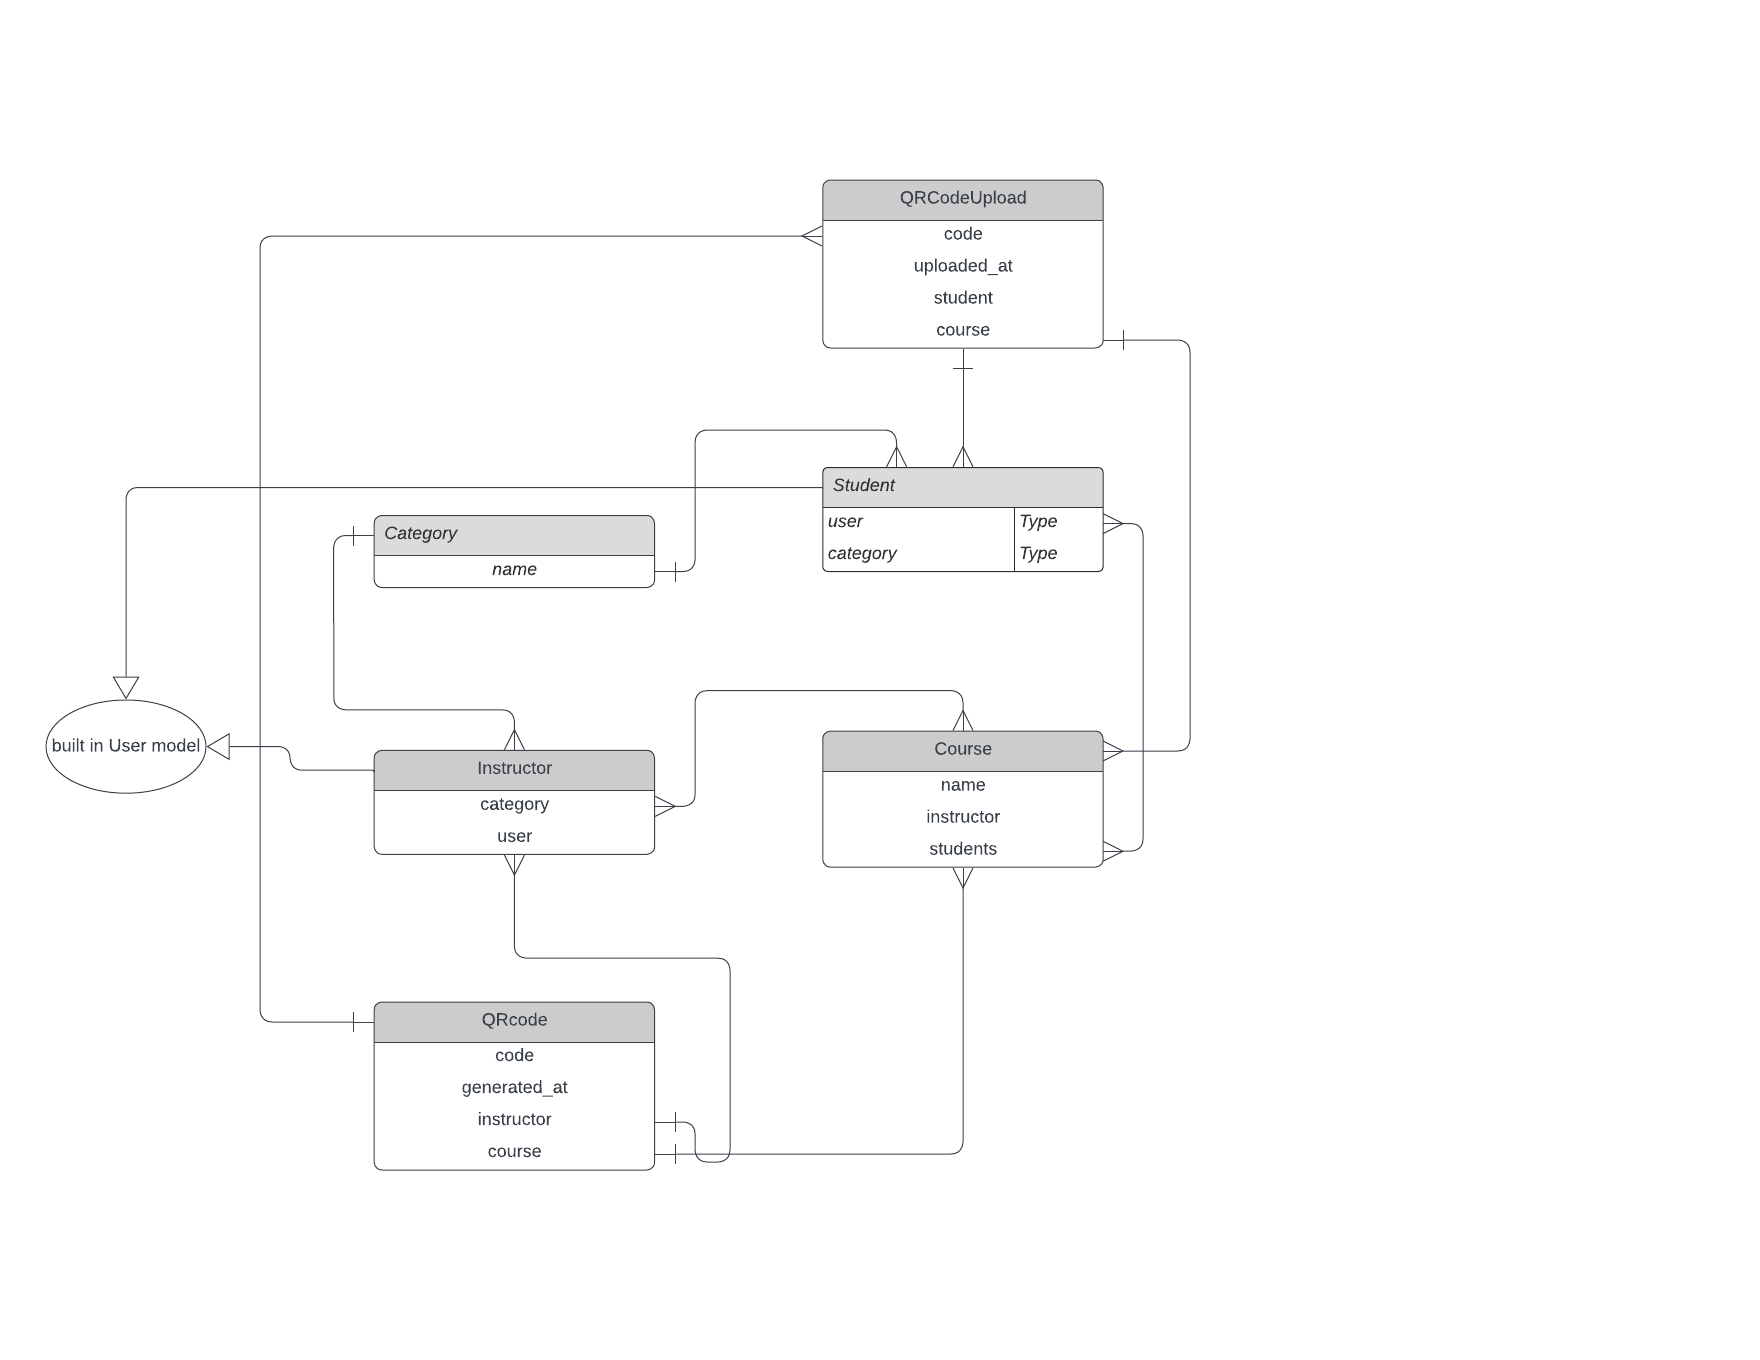 QRCodeUpload
code
uploaded_at
student
course
Student
user Type
category Type
Category
name
built in User model
Instructor
category
user
Course
name
instructor
students
QRcode
code
generated_at
instructor
course